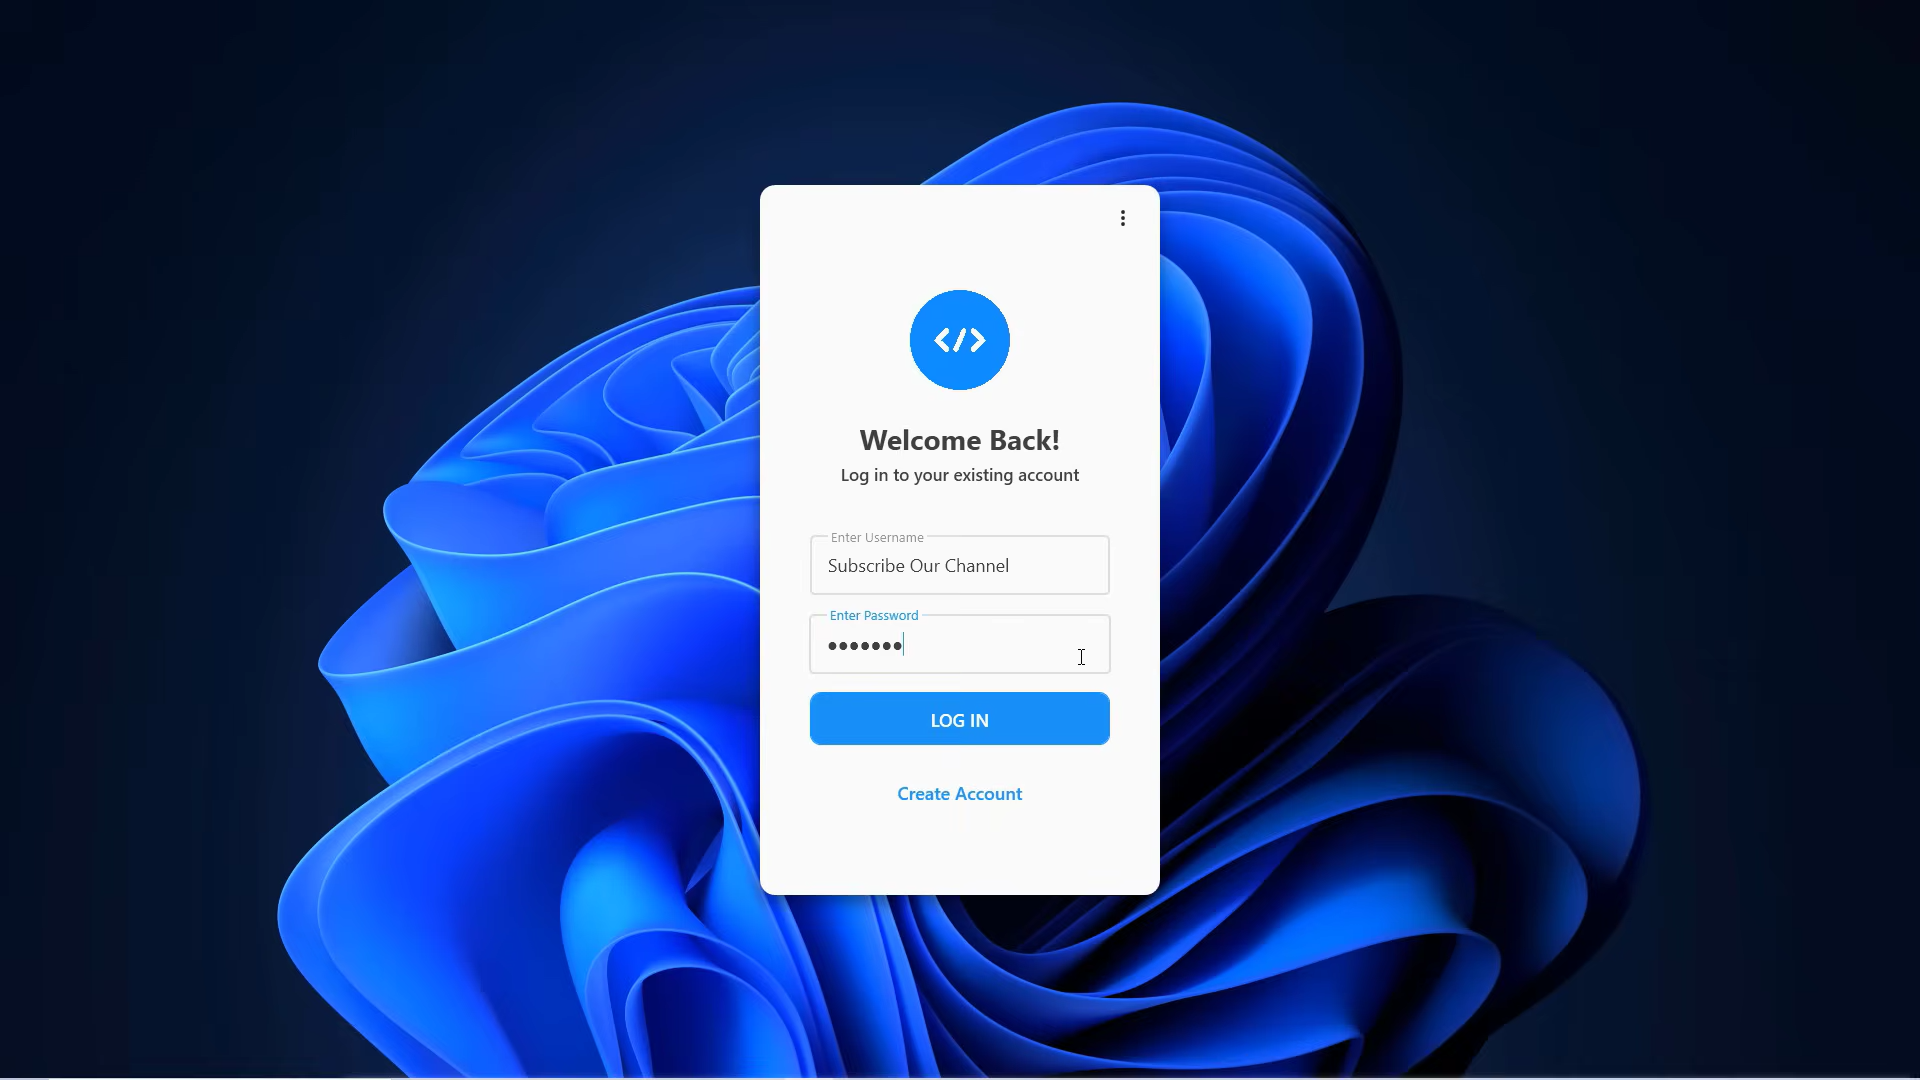 </>
Welcome Back!
Log in to your existing account
Enter Username
Subscribe Our Channel
Enter Password
●●●●●●●
LOG IN
Create Account